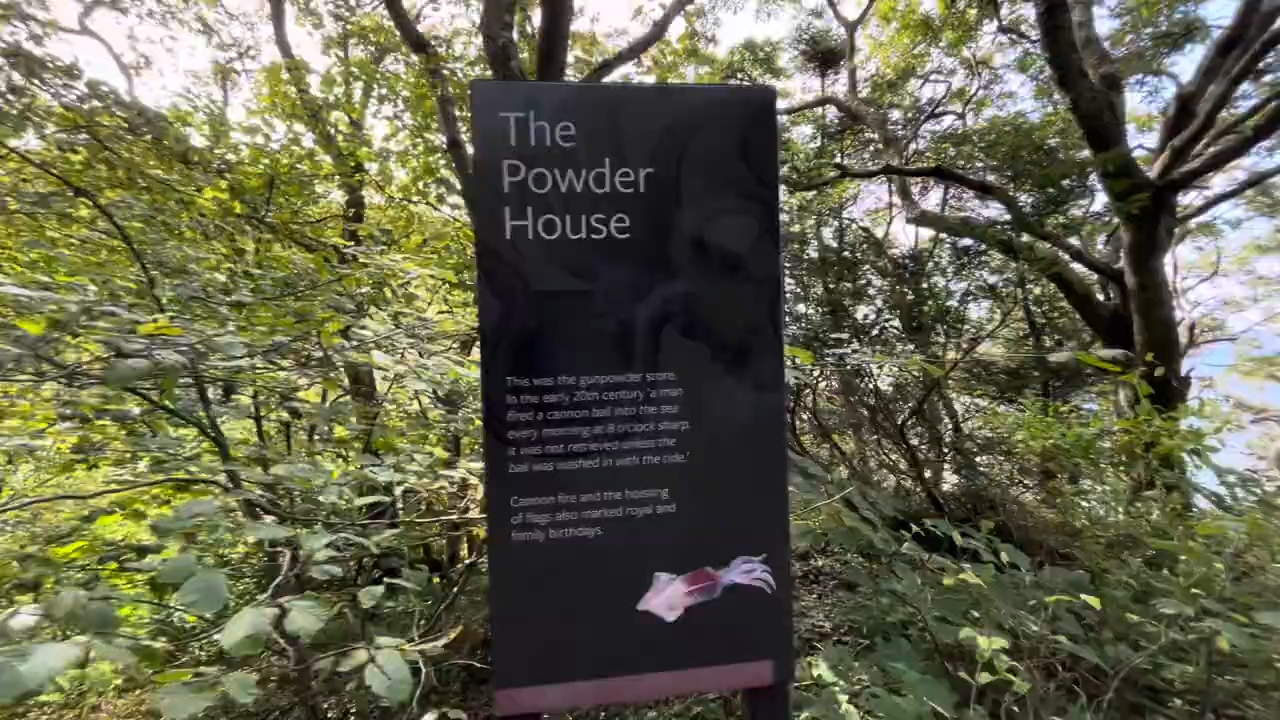 The
Powder
House
This was the gunpowder store.
In the early 20th century 'a man
fired a cannon ball into the sea
every morning at 8 o'clock sharp.
It was not retrieved unless the
ball was washed in with the tide.'
Cannon fire and the hoisting
of flags also marked royal and
family birthdays.